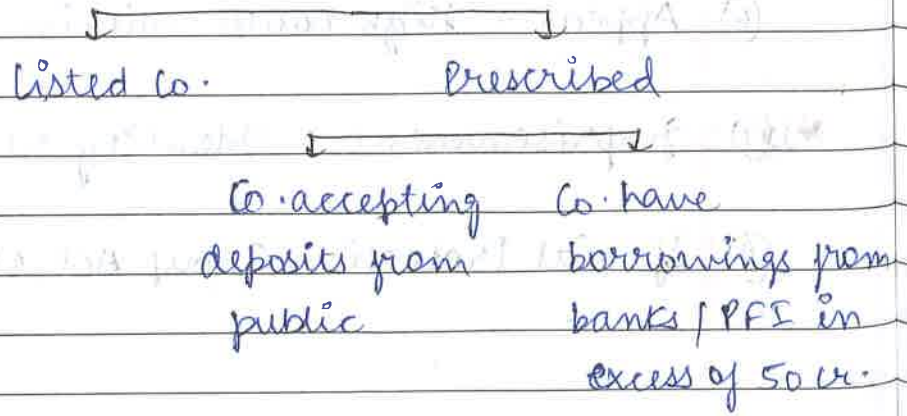 Listed Co. Prescribed
Co. accepting Co. have
deposits from borrowings from
public banks / PFI in
excess of 50 cr.